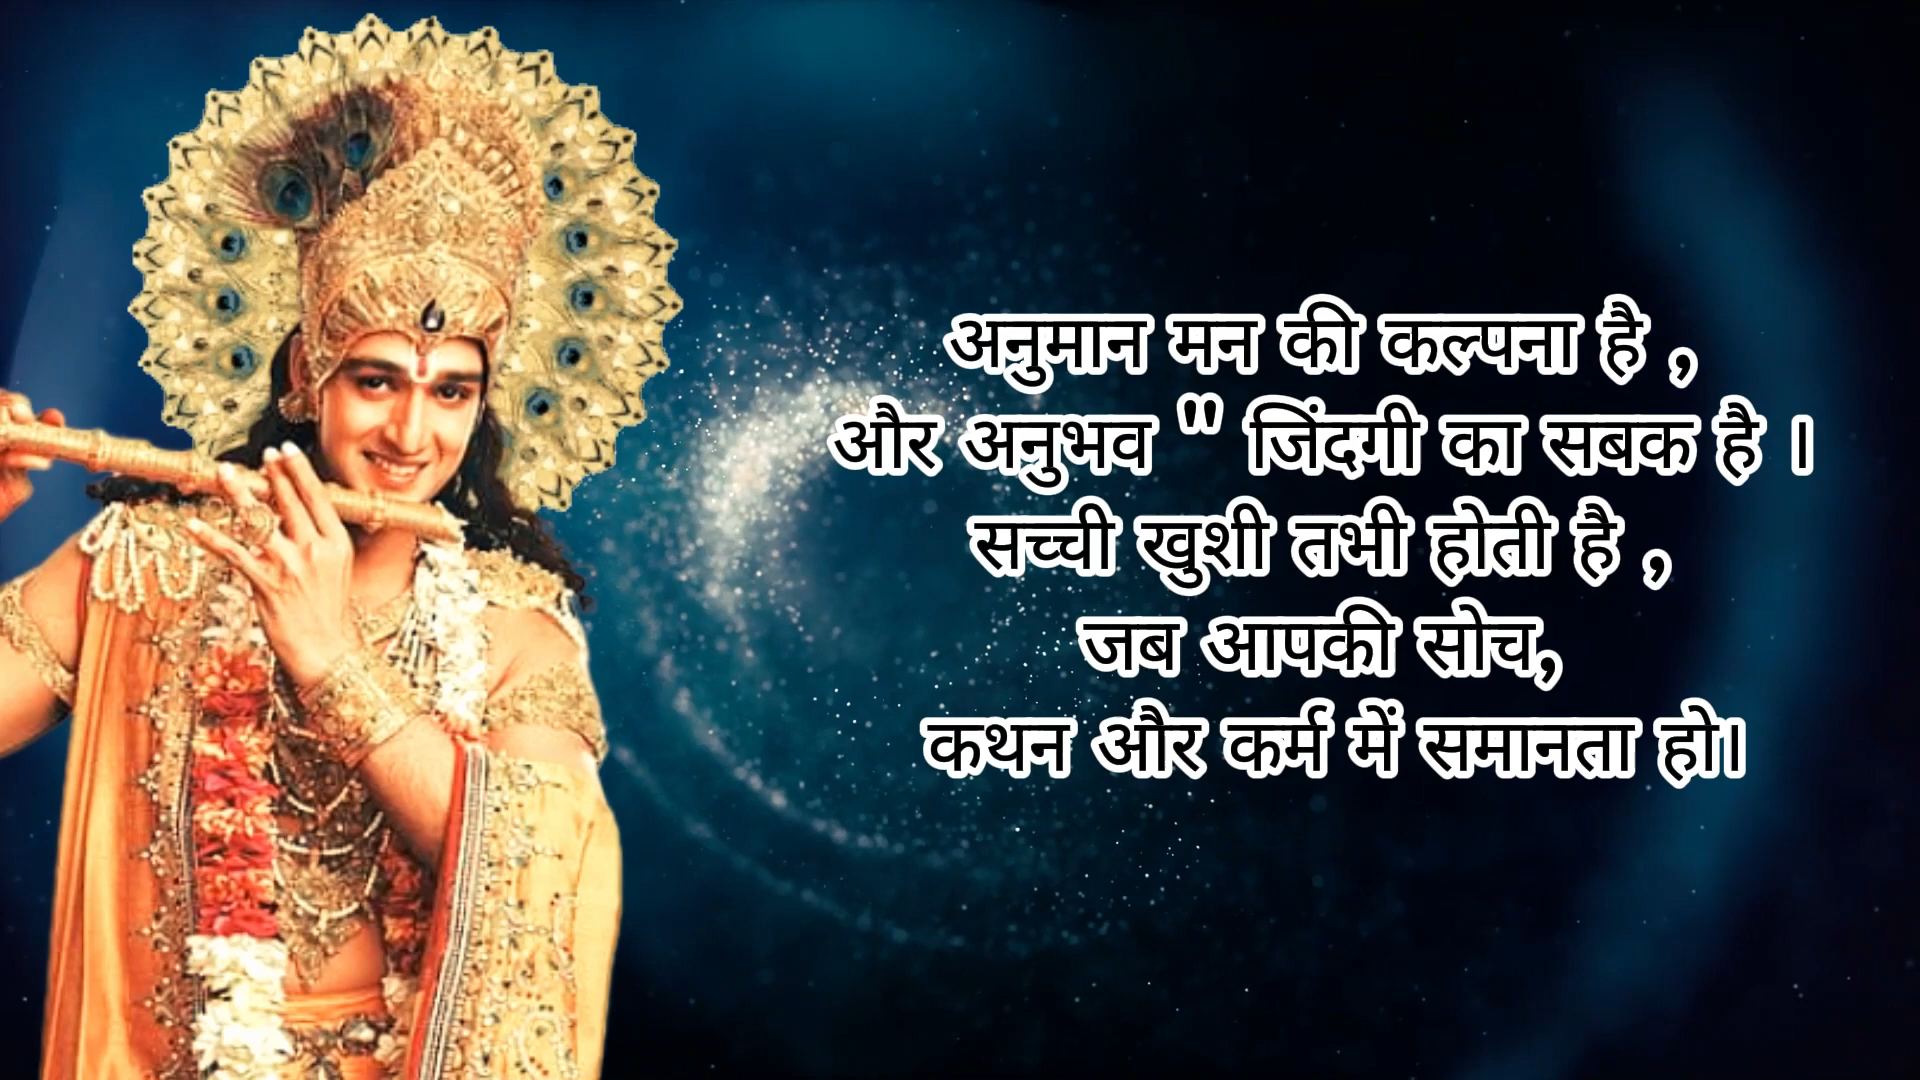 अनुमान मन की कल्पना है ,
और अनुभव " जिंदगी का सबक है ।
सच्ची खुशी तभी होती है ,
जब आपकी सोच,
कथन और कर्म में समानता हो।